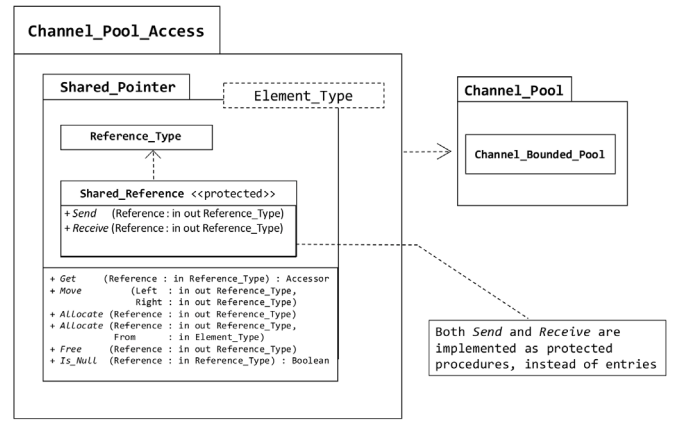 Channel_Pool_Access
Shared_Pointer
Element_Type
Reference_Type
Shared_Reference <<protected>>
+ Send (Reference : in out Reference_Type)
+ Receive (Reference : in out Reference_Type)
+ Get (Reference : in Reference_Type) : Accessor
+ Move (Left : in out Reference_Type,
Right : in out Reference_Type)
+ Allocate (Reference : in out Reference_Type)
+ Allocate (Reference : in out Reference_Type,
From : in Element_Type)
+ Free (Reference : in out Reference_Type)
+ Is_Null (Reference : in Reference_Type) : Boolean
Channel_Pool
Channel_Bounded_Pool
Both Send and Receive are
implemented as protected
procedures, instead of entries